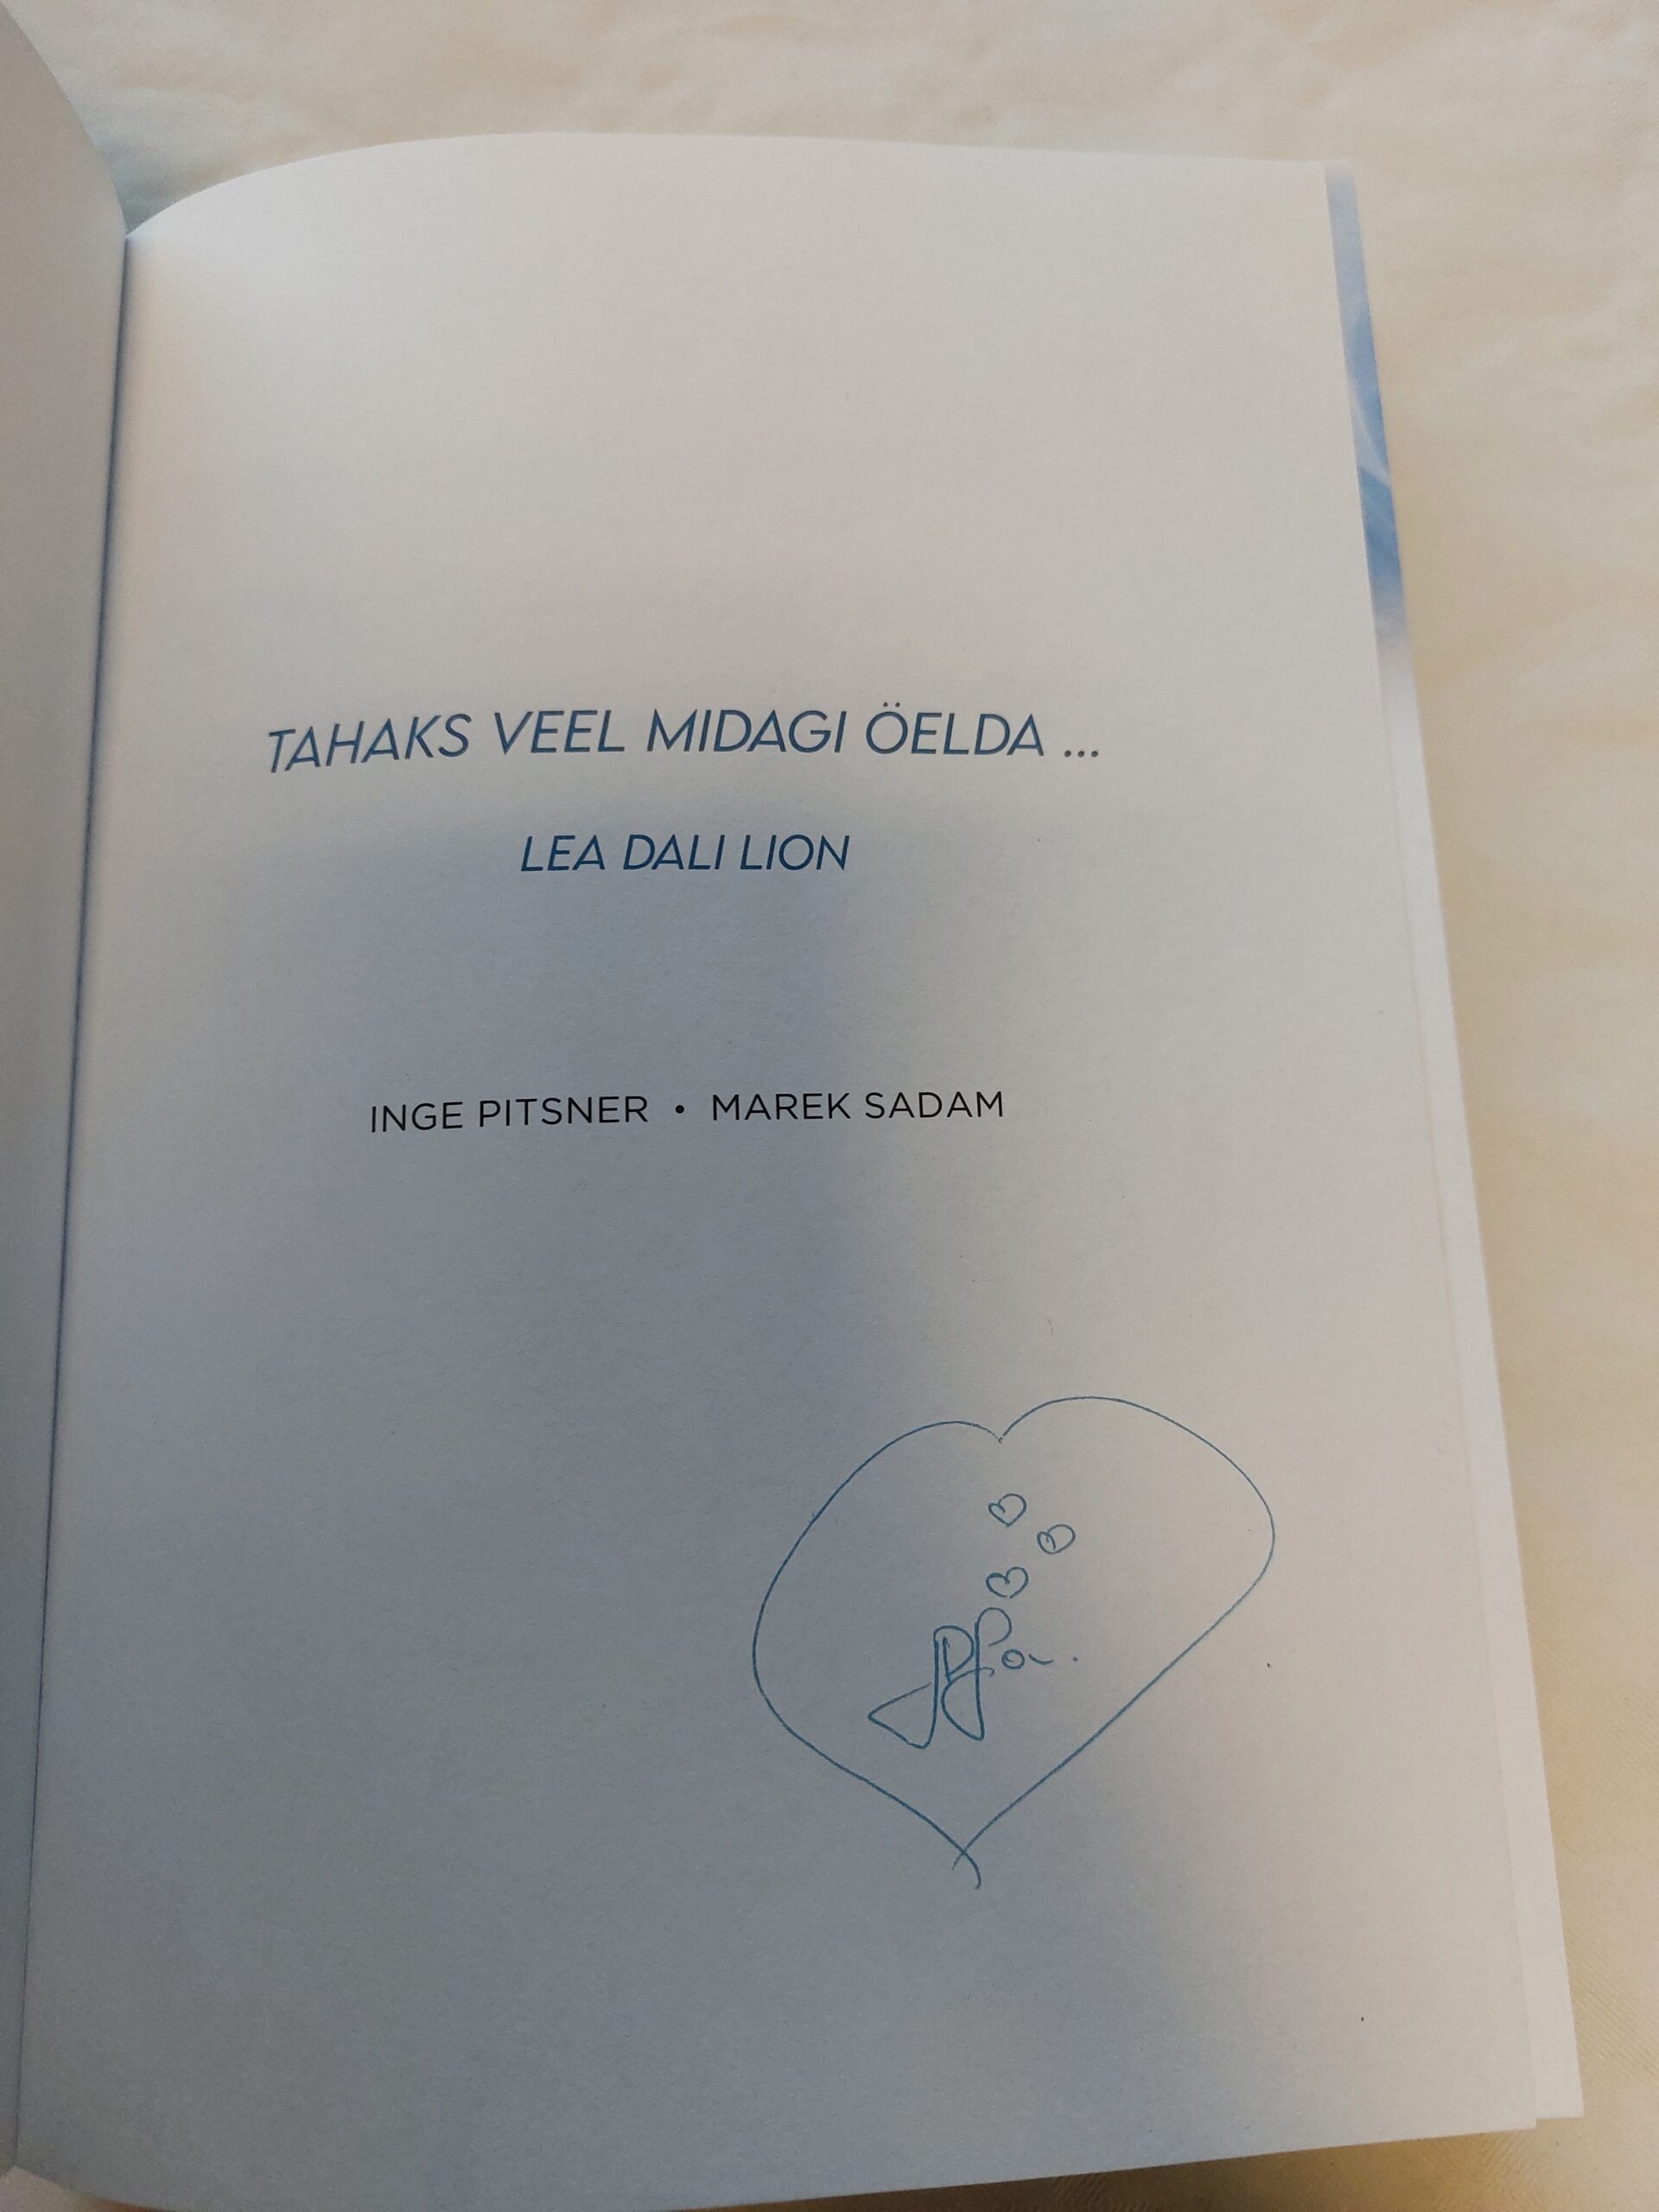 TAHAKS VEEL MIDAGI ÖELDA ...
LEA DALI LION
INGE PITSNER • MAREK SADAM